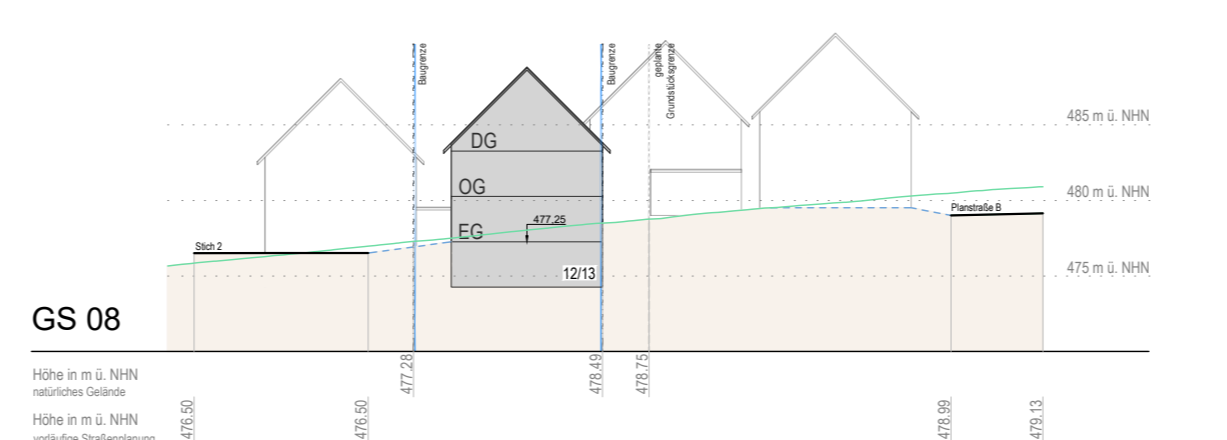 Baugrenze
Baugrenze
geplante
Grundstücksgrenze
485 m ü. NHN
DG
OG
480 m ü. NHN
Planstraße B
477.25
EG
Stich 2
12/13
475 m ü. NHN
GS 08
Höhe in m ü. NHN
natürliches Gelände
477.28
478.49
478.75
Höhe in m ü. NHN
vorläufige Straßenplanung
476.50
476.50
478.99
479.13